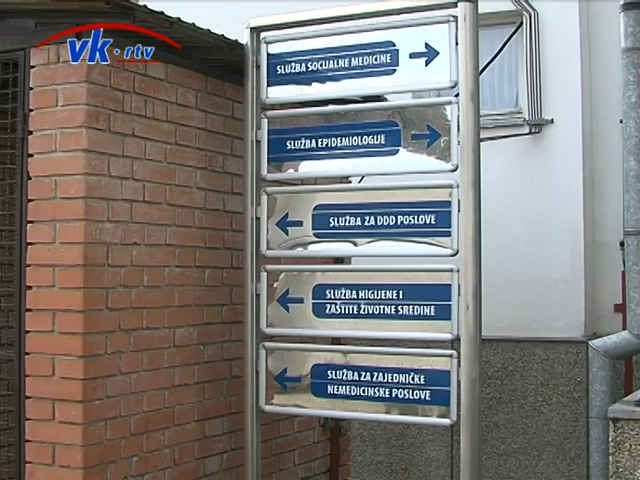 vk.rtv
SLUŽBA SOCIJALNE MEDICINE
SLUŽBA EPIDEMIOLOGIJE
SLUŽBA ZA DDD POSLOVE
SLUŽBA HIGIJENE I
ZAŠTITE ŽIVOTNE SREDINE
SLUŽBA ZA ZAJEDNIČKE
NEMEDICINSKE POSLOVE